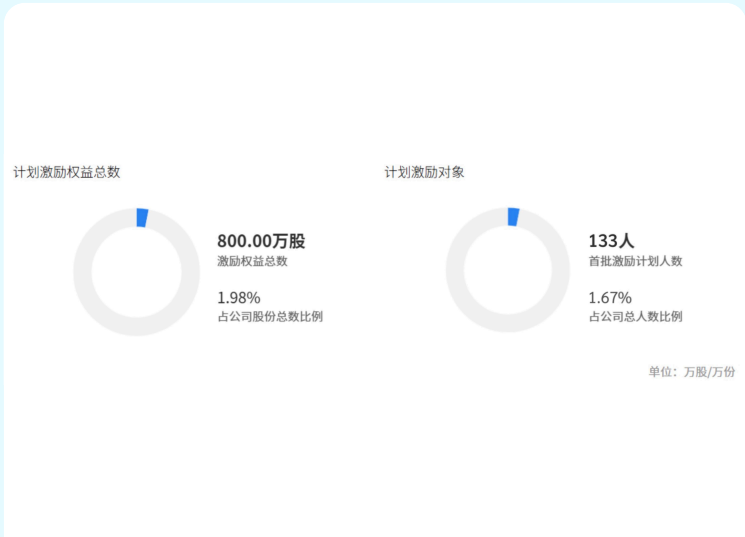 计划激励权益总数
800.00万股
激励权益总数
1.98%
占公司股份总数比例
计划激励对象
133人
首批激励计划人数
1.67%
占公司总人数比例
单位：万股/万份